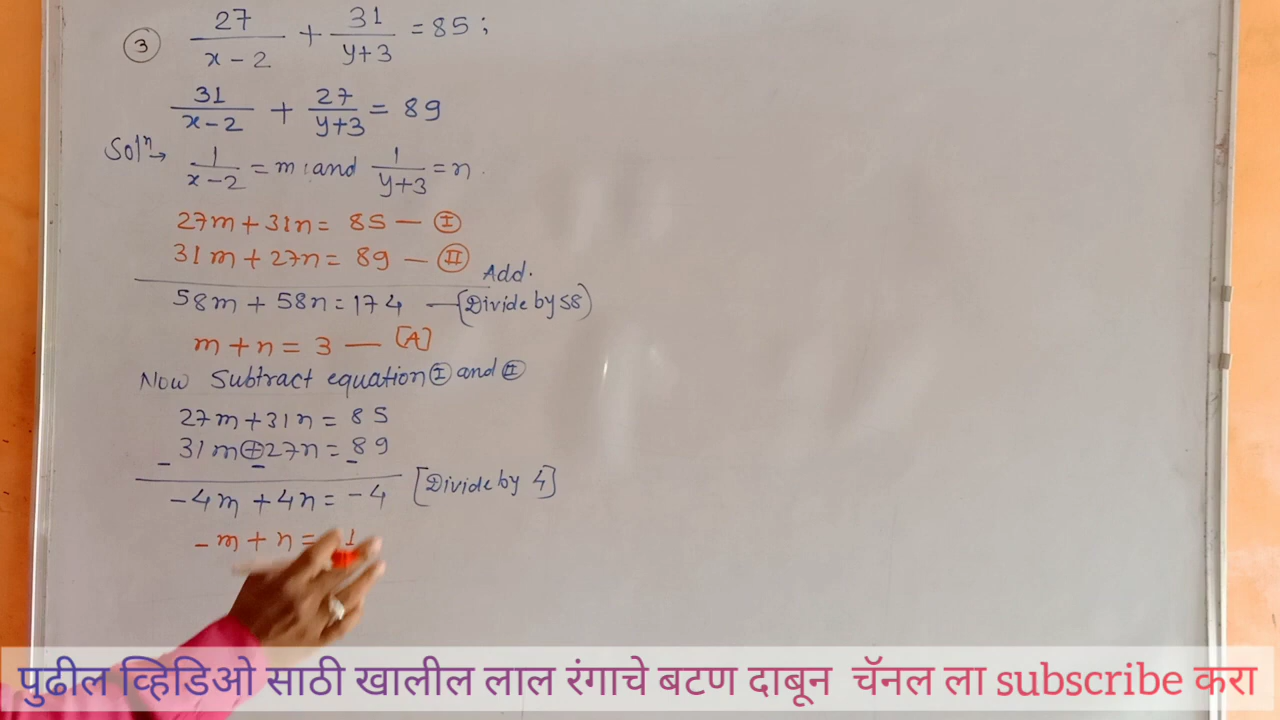 ③ 27/(x-2) + 31/(y+3) = 85 ;
31/(x-2) + 27/(y+3) = 89
Solⁿ→ 1/(x-2) = m ; and 1/(y+3) = n.
27m + 31n = 85 — Ⓘ
31m + 27n = 89 — Ⓘ︎Ⓘ
Add.
58m + 58n = 174 — [Divide by 58]
m + n = 3 — [A]
Now Subtract equation Ⓘ and Ⅱ
27m + 31n = 85
31m ⊕ 27n = 89
- - -
-4m + 4n = -4 [Divide by 4]
-m + n = 1
पुढील व्हिडिओ साठी खालील लाल रंगाचे बटण दाबून चॅनल ला subscribe करा